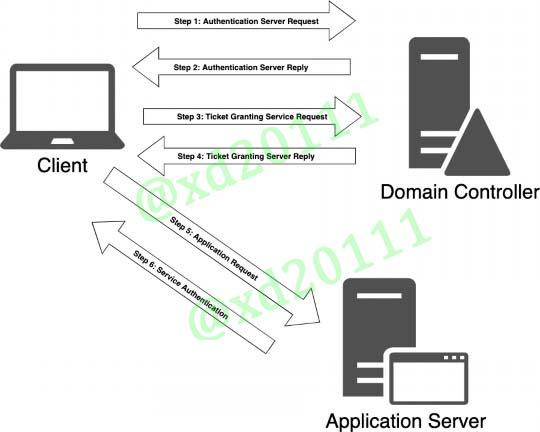 Step 1: Authentication Server Request
Step 2: Authentication Server Reply
Step 3: Ticket Granting Service Request
Step 4: Ticket Granting Server Reply
Client
Domain Controller
@xd20111
Step 5: Application Request
Step 6: Service Authentication
@xd20111
Application Server